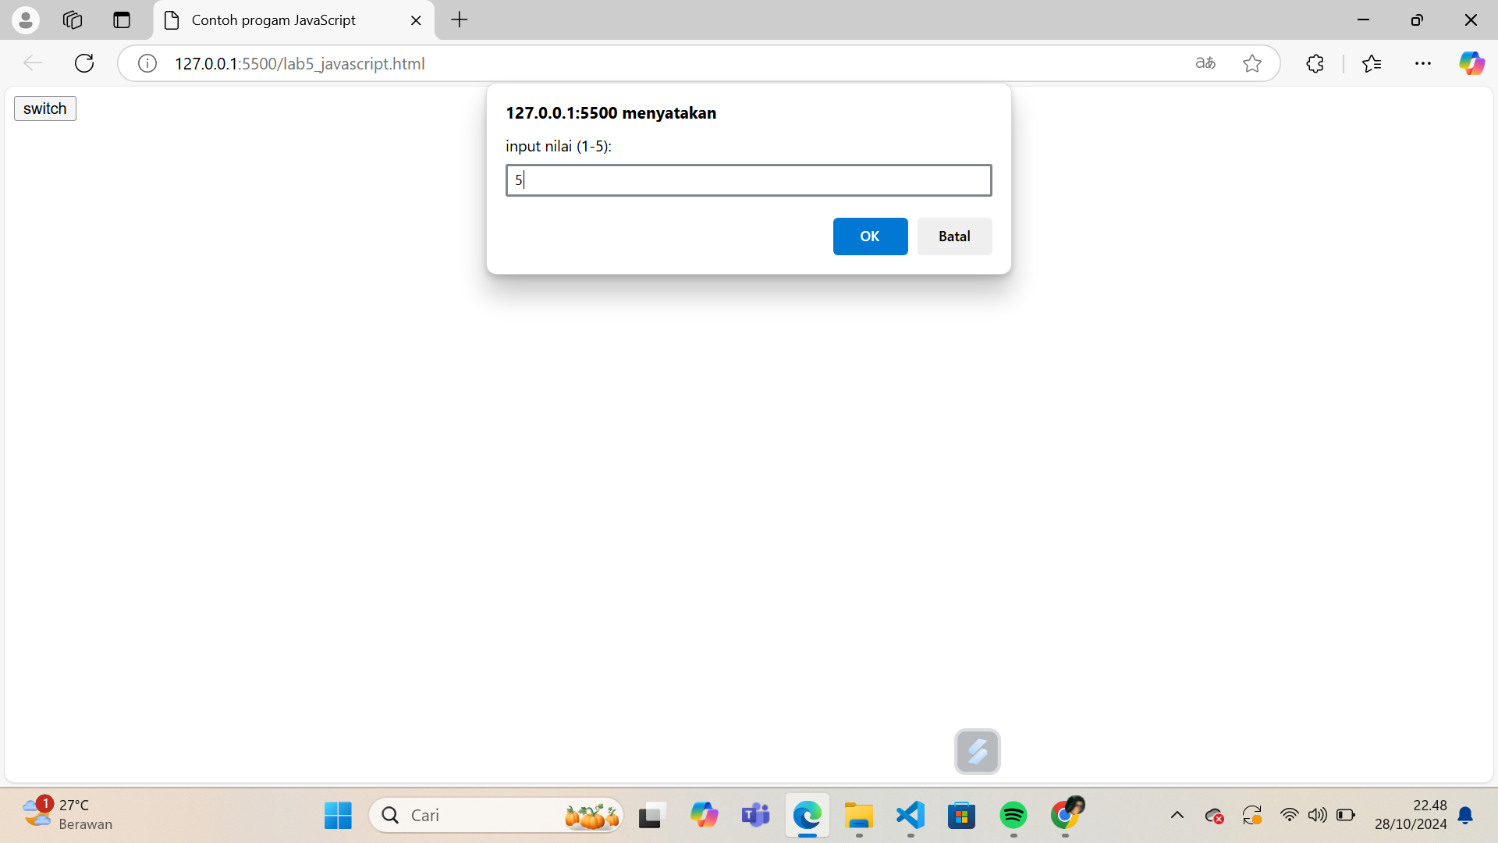 Contoh progam JavaScript
127.0.0.1:5500/lab5_javascript.html
switch
127.0.0.1:5500 menyatakan
input nilai (1-5):
5
OK
Batal
1
27°C
Berawan
Cari
22.48
28/10/2024